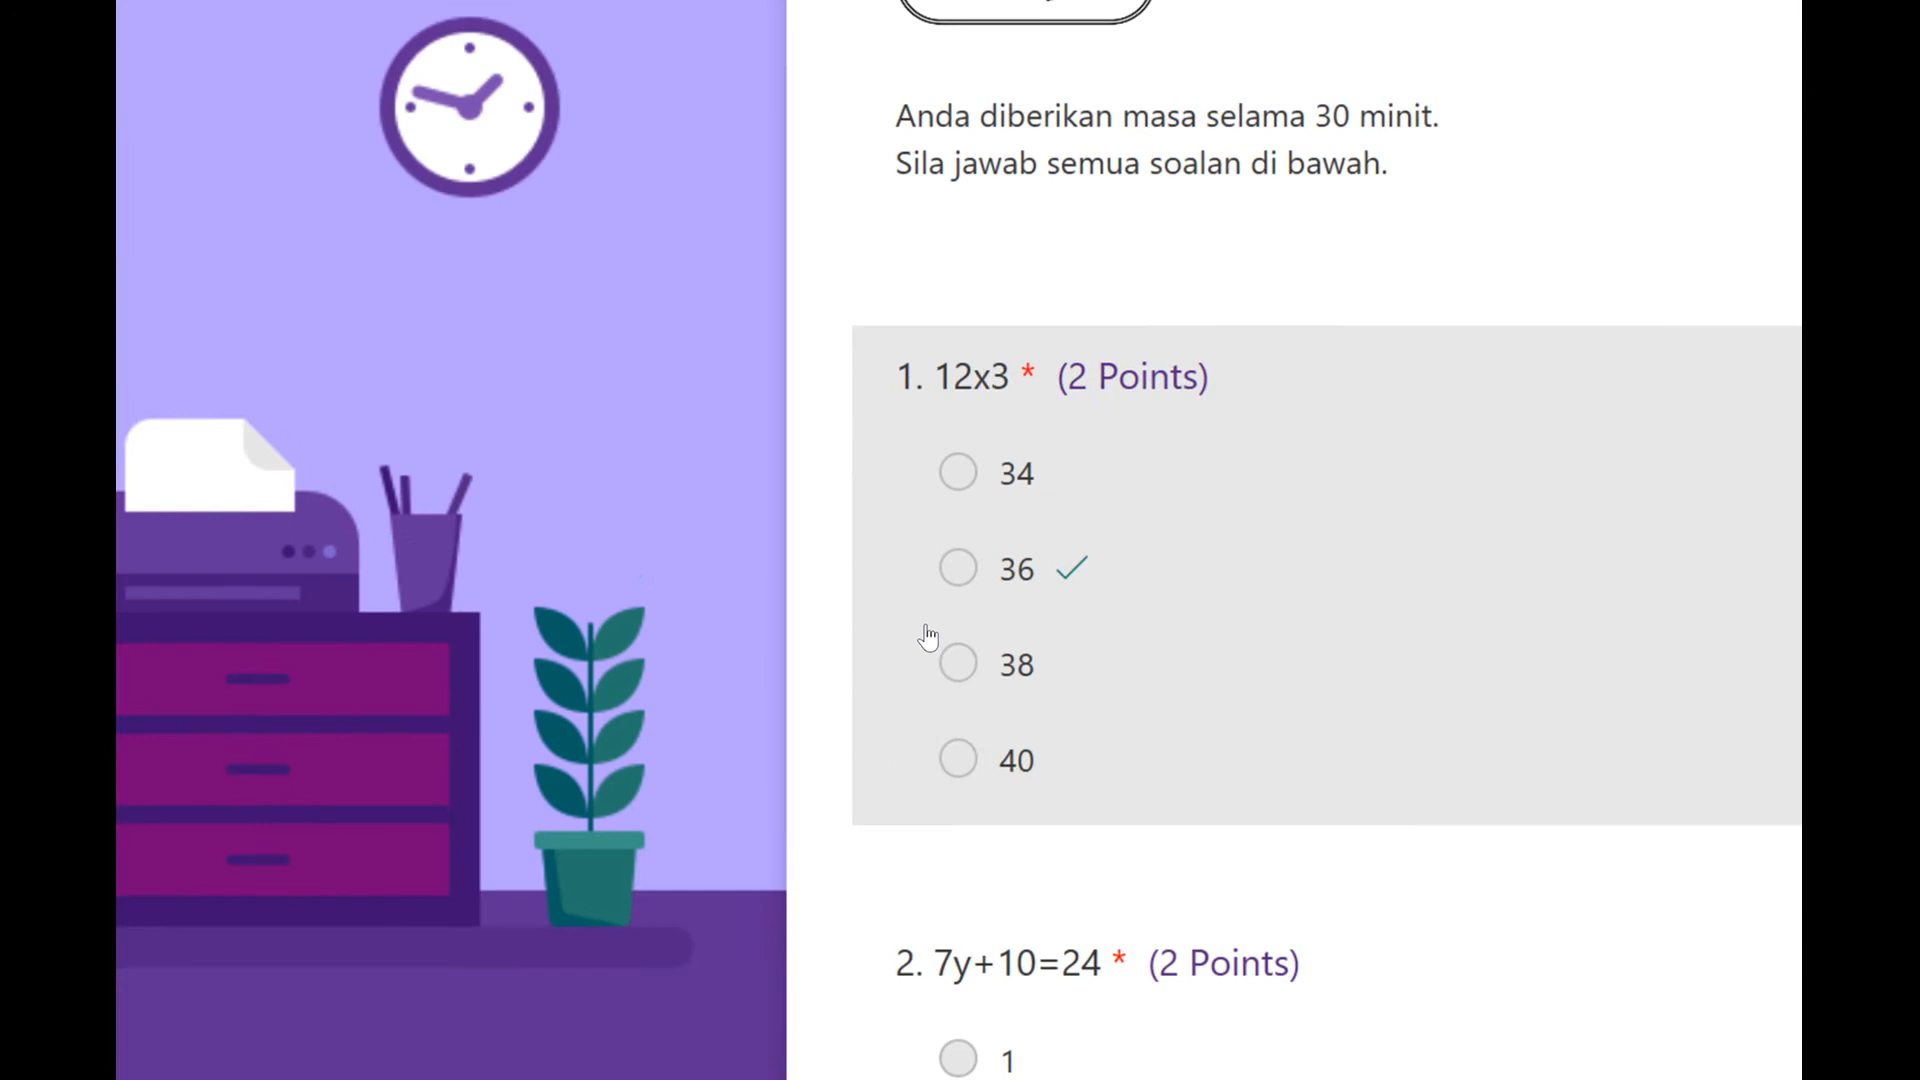 Anda diberikan masa selama 30 minit.
Sila jawab semua soalan di bawah.
1. 12x3 * (2 Points)
34
36
38
40
2. 7y+10=24 * (2 Points)
1